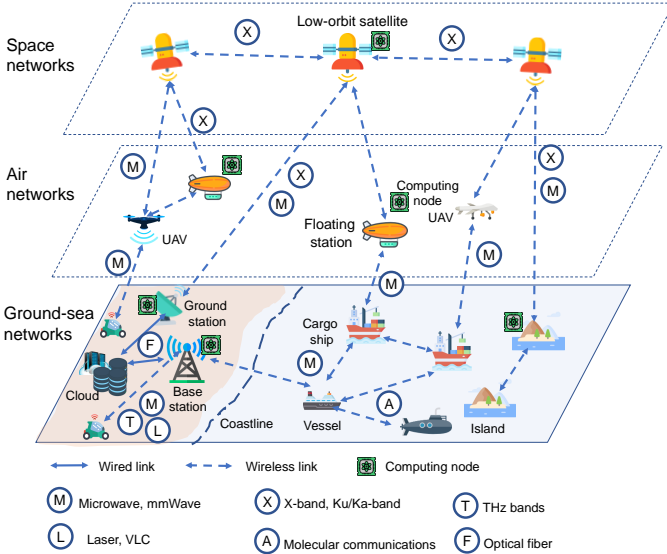 Low-orbit satellite
Space
networks
X
X
X
M
Air
networks
X
M
X
M
Computing
node
UAV
Floating
station
UAV
M
M
M
Ground-sea
networks
Ground
station
Cargo
ship
F
M
Cloud
Base
station
M
T
L
Coastline
Vessel
A
Island
Wired link
Wireless link
Computing node
M Microwave, mmWave
X X-band, Ku/Ka-band
T THz bands
L Laser, VLC
A Molecular communications
F Optical fiber